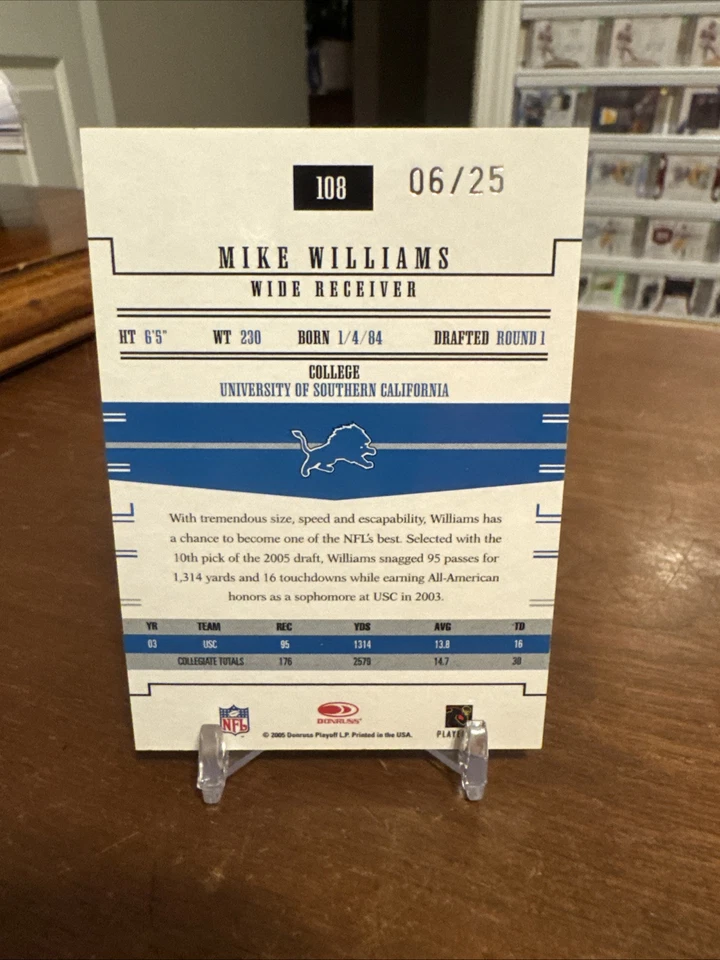 108 06/25
MIKE WILLIAMS
WIDE RECEIVER
HT 6'5" WT 230 BORN 1/4/84 DRAFTED ROUND 1
COLLEGE
UNIVERSITY OF SOUTHERN CALIFORNIA
With tremendous size, speed and escapability, Williams has
a chance to become one of the NFL's best. Selected with the
10th pick of the 2005 draft, Williams snagged 95 passes for
1,314 yards and 16 touchdowns while earning All-American
honors as a sophomore at USC in 2003.
YR TEAM REC YDS AVG TD
03 USC 95 1314 13.8 16
COLLEGIATE TOTALS 176 2579 14.7 30
NFL DONRUSS
© 2005 Donruss Playoff L.P. Printed in the USA.